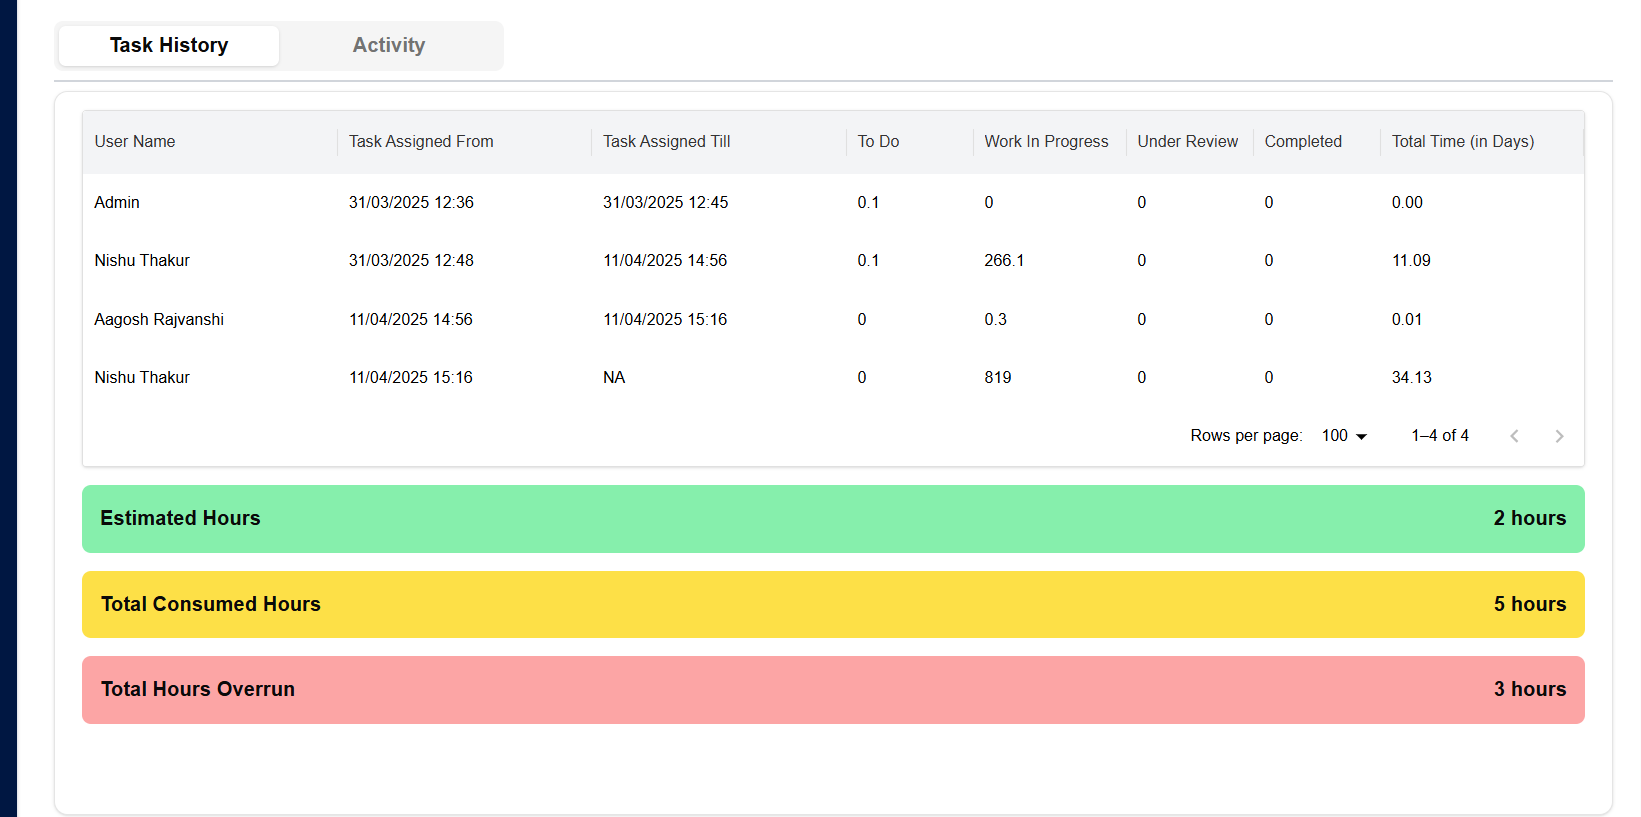 Task History Activity
User Name Task Assigned From Task Assigned Till To Do Work In Progress Under Review Completed Total Time (in Days)
Admin 31/03/2025 12:36 31/03/2025 12:45 0.1 0 0 0 0.00
Nishu Thakur 31/03/2025 12:48 11/04/2025 14:56 0.1 266.1 0 0 11.09
Aagosh Rajvanshi 11/04/2025 14:56 11/04/2025 15:16 0 0.3 0 0 0.01
Nishu Thakur 11/04/2025 15:16 NA 0 819 0 0 34.13
Rows per page: 100 1–4 of 4
Estimated Hours 2 hours
Total Consumed Hours 5 hours
Total Hours Overrun 3 hours